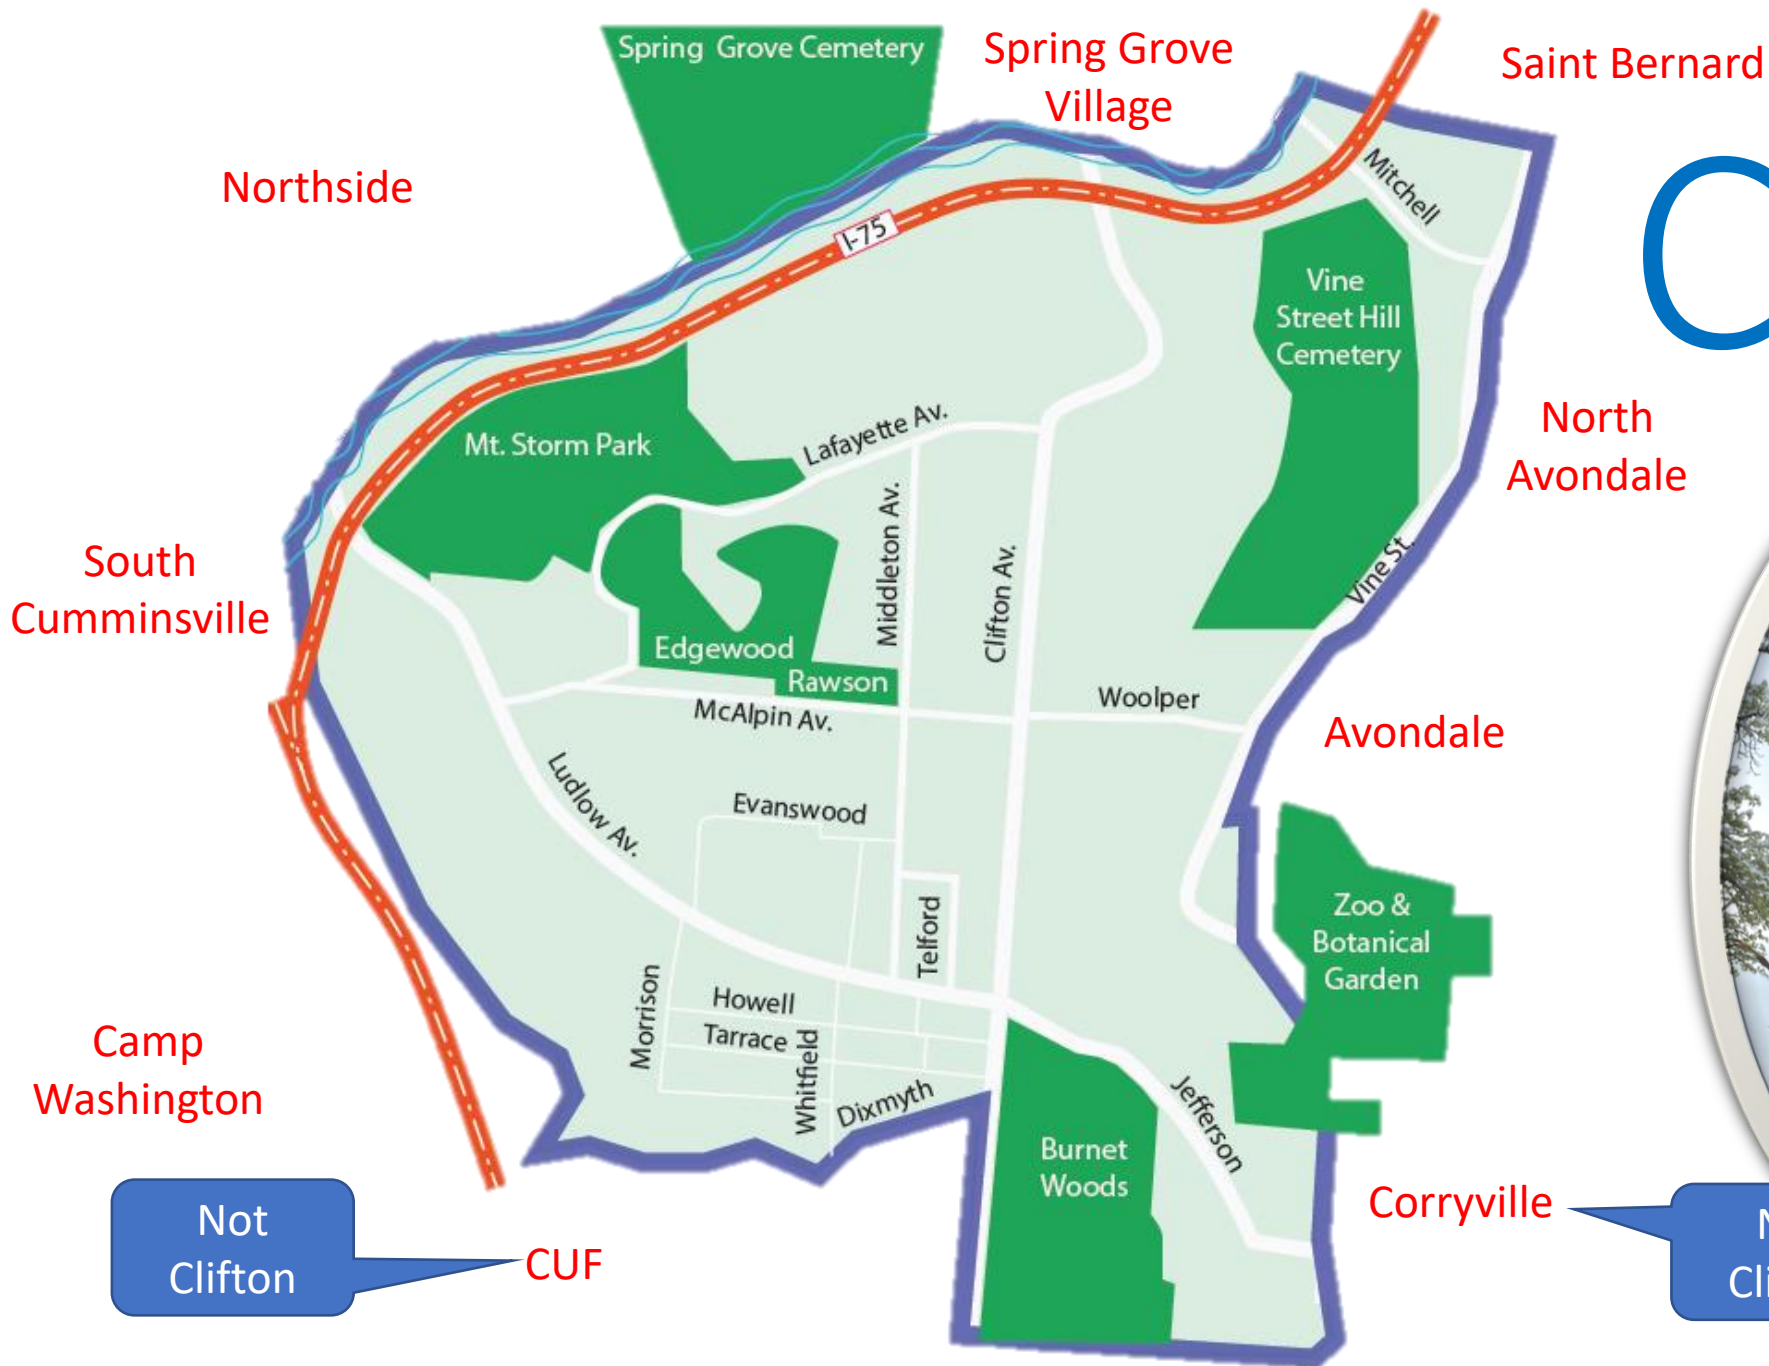 Spring Grove Cemetery
Spring Grove
Village
Saint Bernard
Northside
Mitchell
I-75
C
Vine
Street Hill
Cemetery
North
Avondale
Lafayette Av.
Mt. Storm Park
Middleton Av.
Clifton Av.
Vine St.
South
Cumminsville
Edgewood
Rawson
McAlpin Av.
Woolper
Avondale
Ludlow Av.
Evanswood
Telford
Zoo &
Botanical
Garden
Morrison
Howell
Tarrace
Whitfield
Dixmyth
Camp
Washington
Jefferson
Burnet
Woods
Corryville
Not
Clifton
CUF
N
Cli